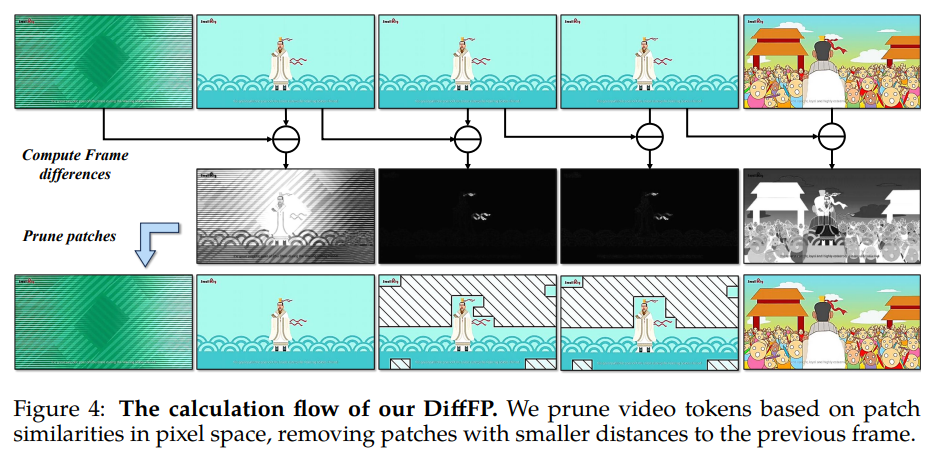 Compute Frame
differences
Prune patches
Figure 4: The calculation flow of our DiffFP. We prune video tokens based on patch
similarities in pixel space, removing patches with smaller distances to the previous frame.